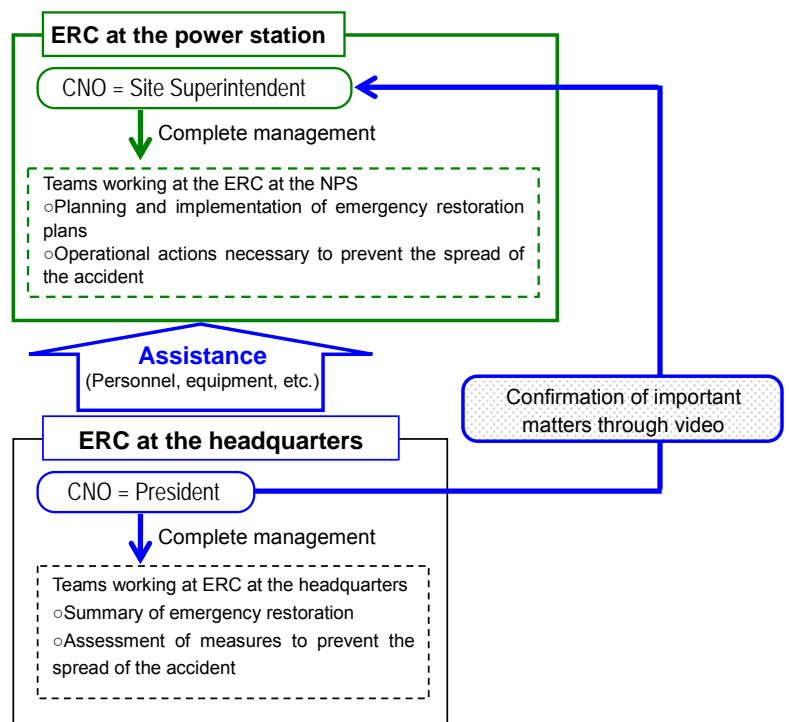 ERC at the power station
CNO = Site Superintendent
Complete management
Teams working at the ERC at the NPS
○Planning and implementation of emergency restoration
plans
○Operational actions necessary to prevent the spread of
the accident
Assistance
(Personnel, equipment, etc.)
Confirmation of important
matters through video
ERC at the headquarters
CNO = President
Complete management
Teams working at ERC at the headquarters
○Summary of emergency restoration
○Assessment of measures to prevent the
spread of the accident